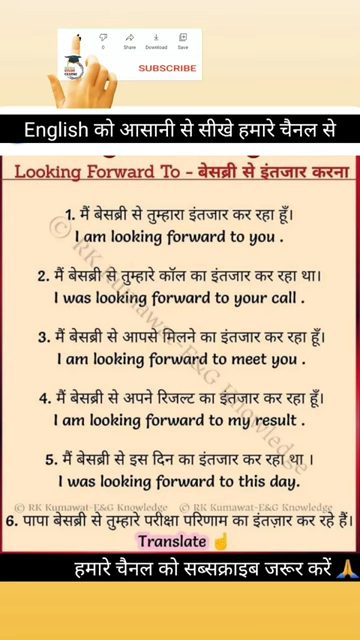 0 Share Download Save
SUBSCRIBE
English को आसानी से सीखे हमारे चैनल से
Looking Forward To - बेसब्री से इंतजार करना
1. मैं बेसब्री से तुम्हारा इंतजार कर रहा हूँ।
I am looking forward to you .
2. मैं बेसब्री से तुम्हारे कॉल का इंतजार कर रहा था।
I was looking forward to your call .
3. मैं बेसब्री से आपसे मिलने का इंतजार कर रहा हूँ।
I am looking forward to meet you .
4. मैं बेसब्री से अपने रिजल्ट का इंतजार कर रहा हूँ।
I am looking forward to my result .
5. मैं बेसब्री से इस दिन का इंतजार कर रहा था ।
I was looking forward to this day.
© RK Kumawat-E&G Knowledge © RK Kumawat-E&G Knowledge
6. पापा बेसब्री से तुम्हारे परीक्षा परिणाम का इंतज़ार कर रहे हैं।
Translate
© RK Kumawat-E&G Knowledge
हमारे चैनल को सब्सक्राइब जरूर करें